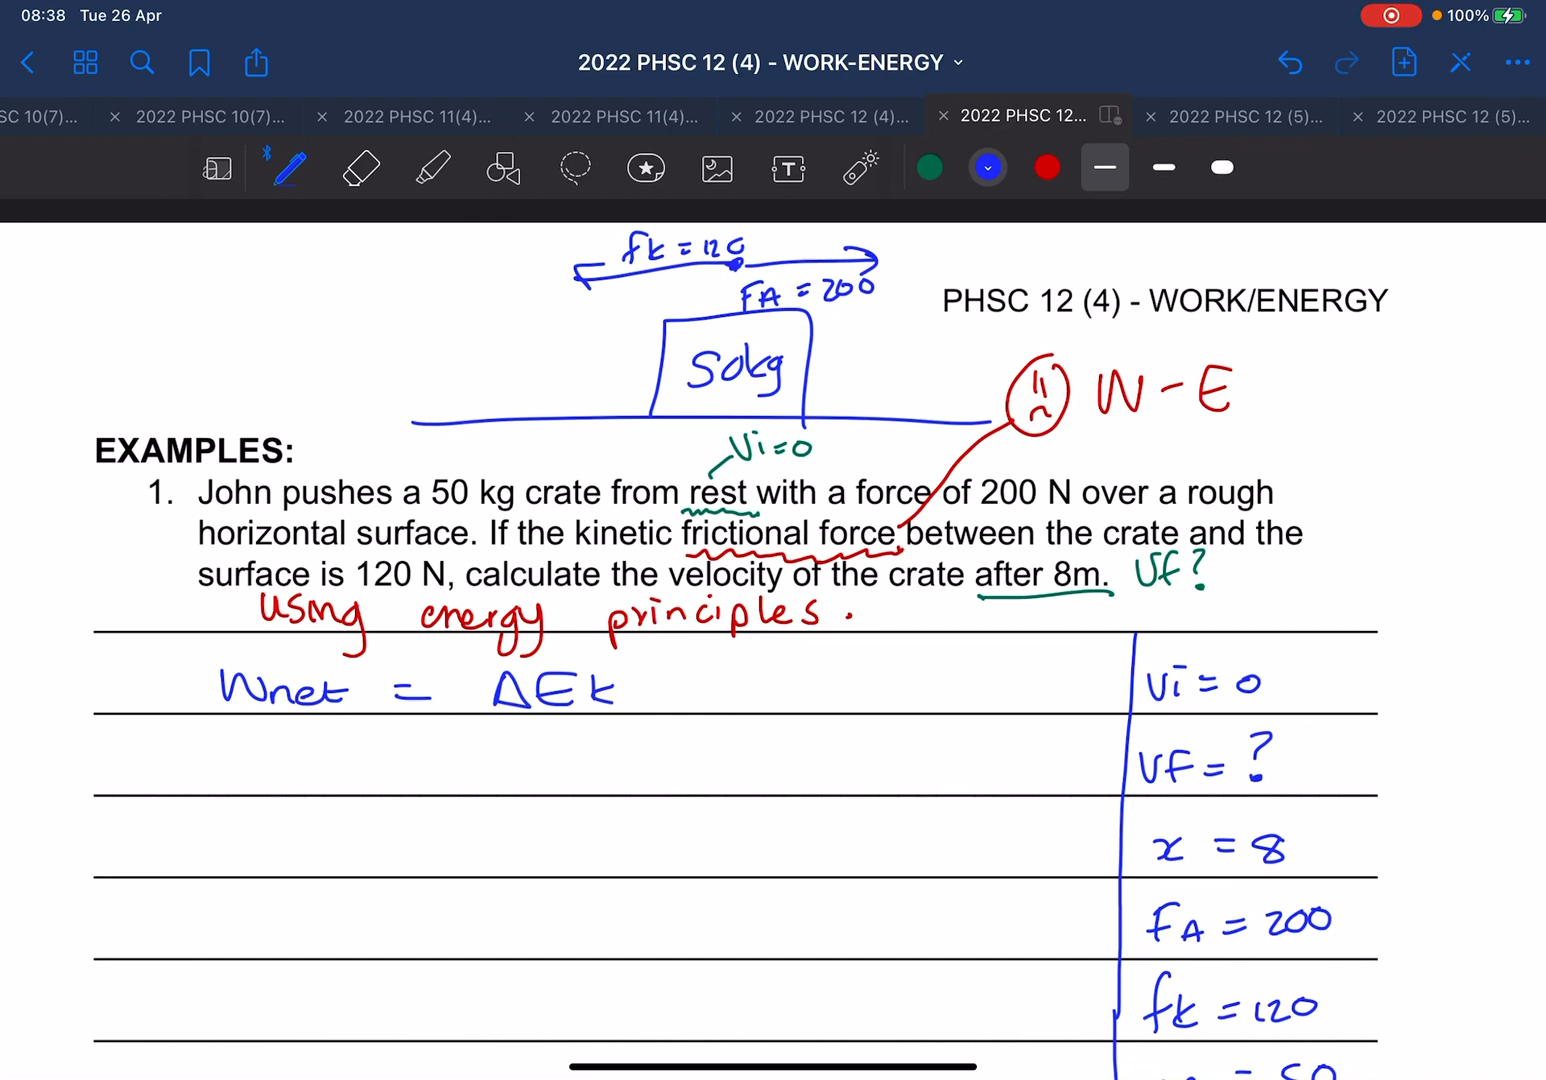 08:38 Tue 26 Apr
100%
2022 PHSC 12 (4) - WORK-ENERGY
SC 10(7)...
2022 PHSC 10(7)...
2022 PHSC 11(4)...
2022 PHSC 11(4)...
2022 PHSC 12 (4)...
2022 PHSC 12...
2022 PHSC 12 (5)...
2022 PHSC 12 (5)...
fk = 120
FA = 200
PHSC 12 (4) - WORK/ENERGY
50kg
W - E
Vi = 0
EXAMPLES:
1. John pushes a 50 kg crate from rest with a force of 200 N over a rough
horizontal surface. If the kinetic frictional force between the crate and the
surface is 120 N, calculate the velocity of the crate after 8m. Vf?
using energy principles.
Wnet = ΔEk
Vi = 0
Vf = ?
x = 8
FA = 200
fk = 120
= 50